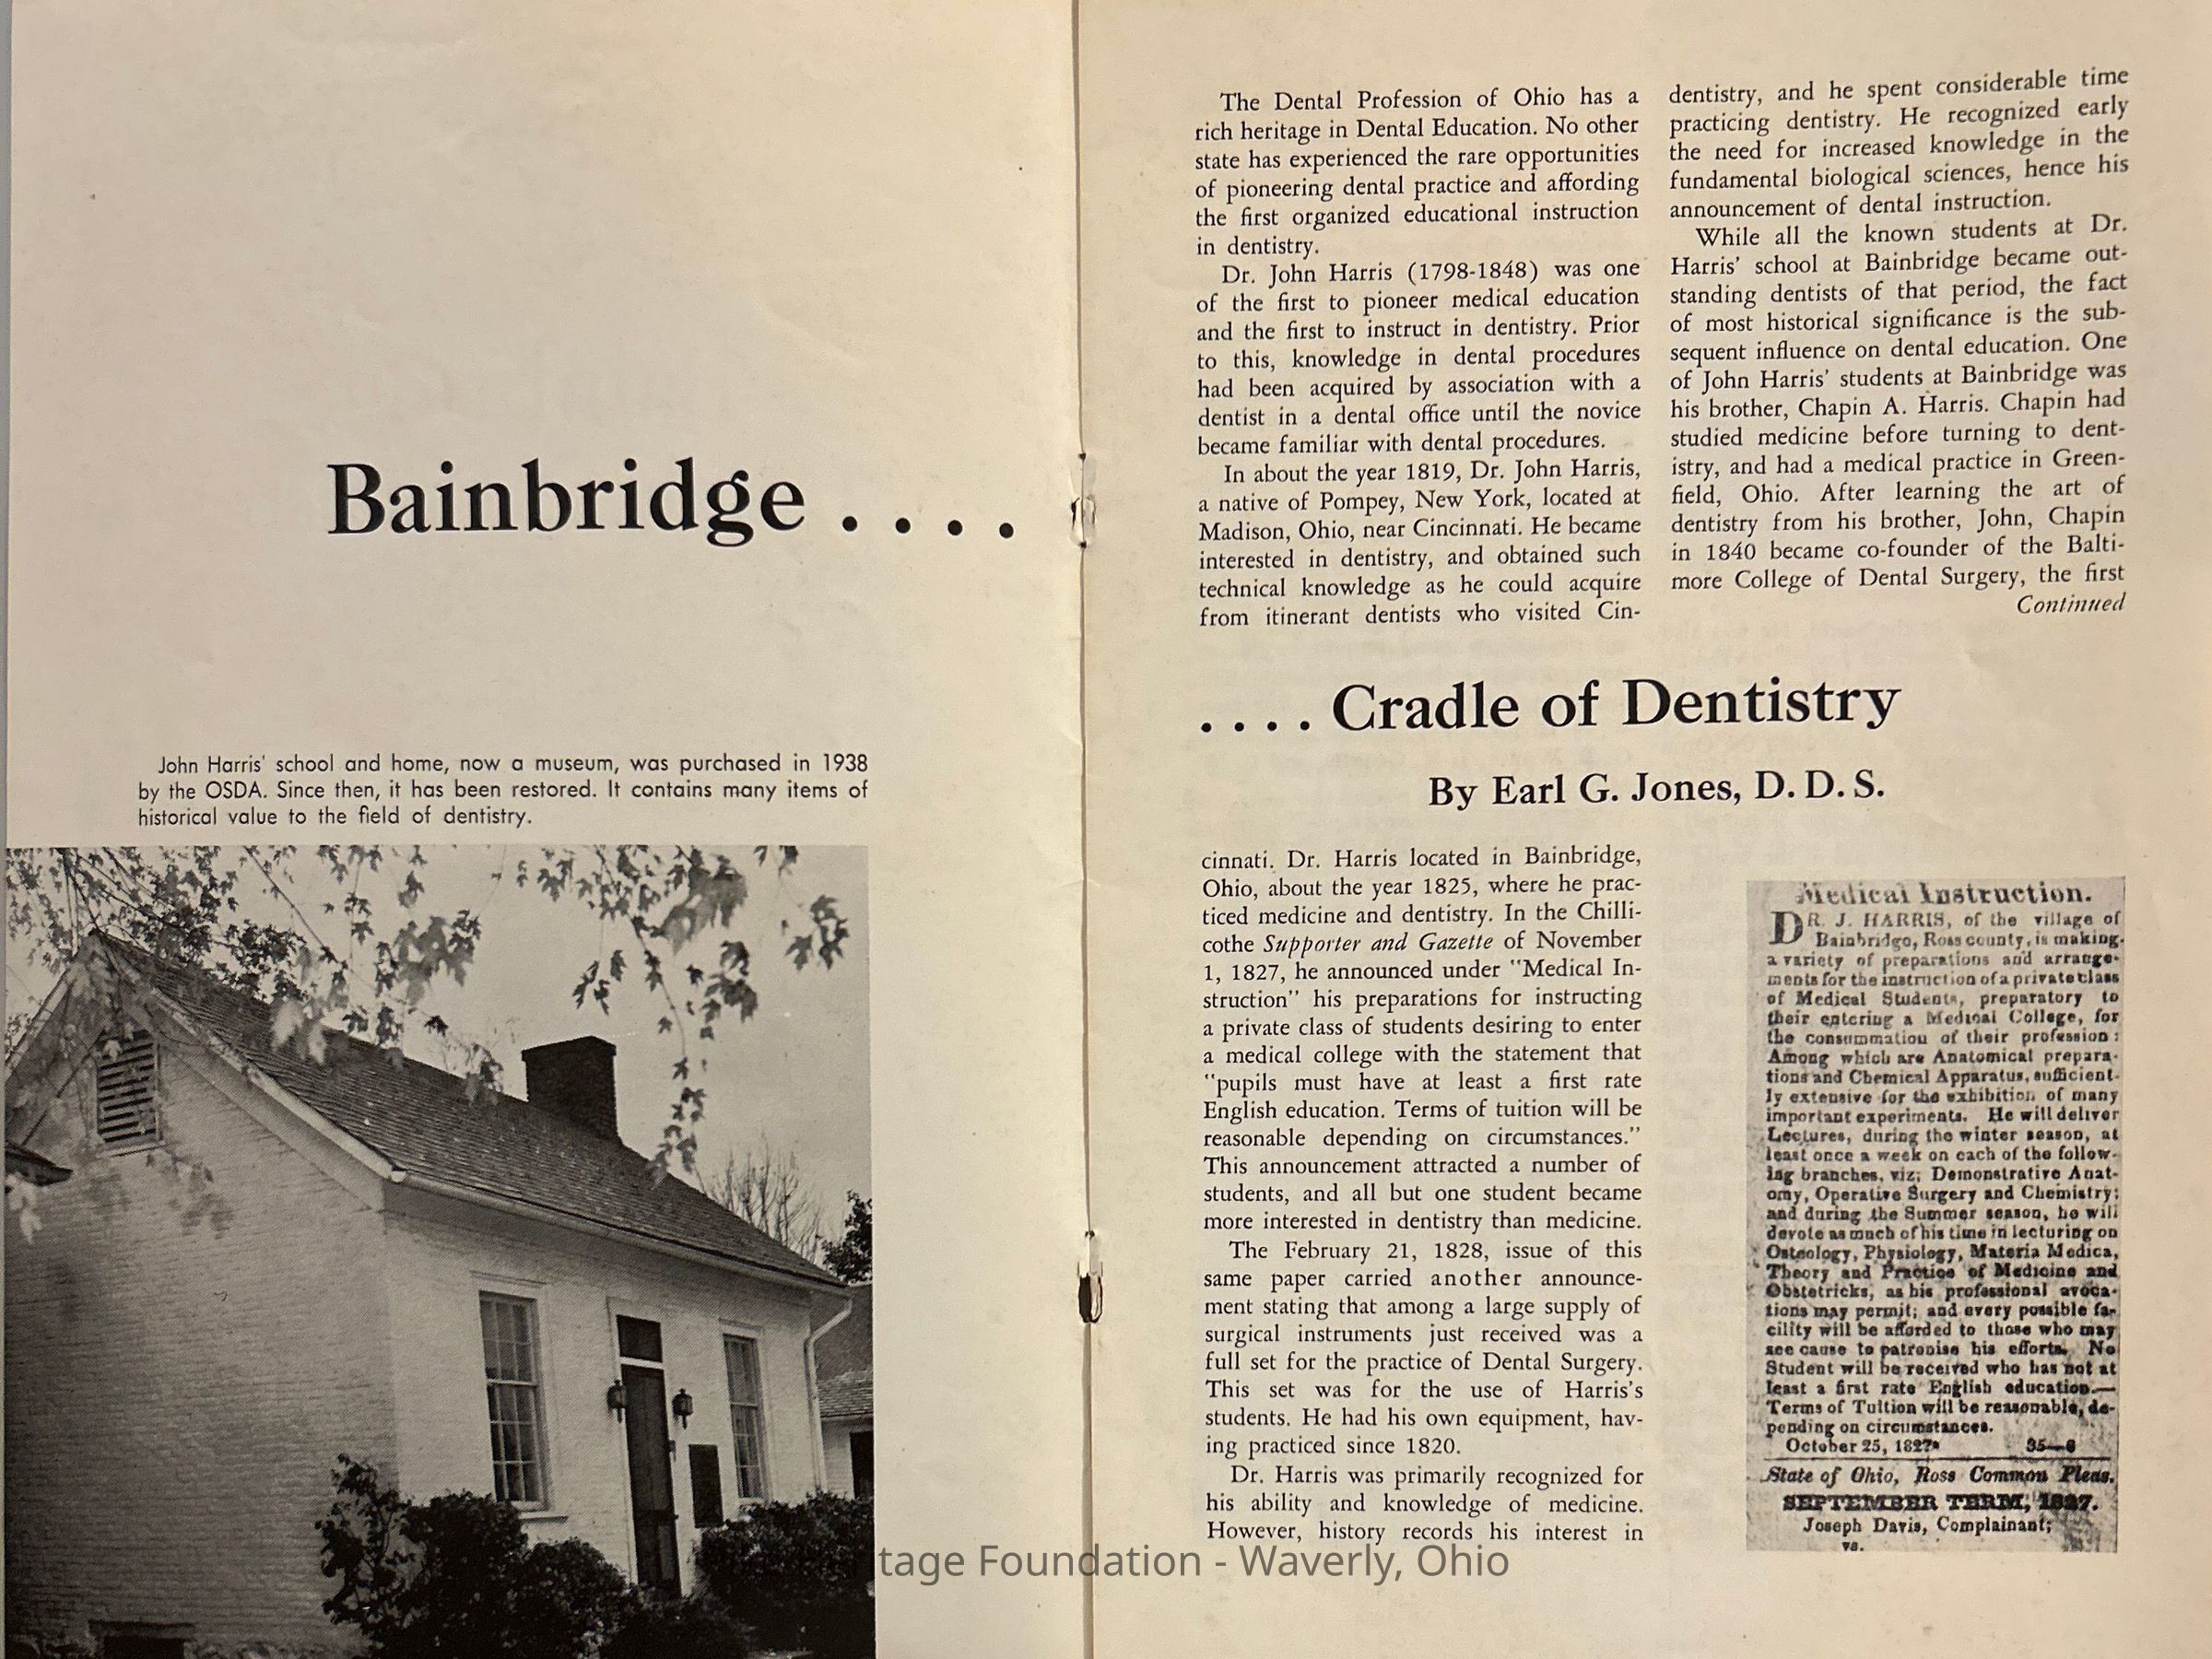 Bainbridge . . . .
John Harris' school and home, now a museum, was purchased in 1938
by the OSDA. Since then, it has been restored. It contains many items of
historical value to the field of dentistry.
The Dental Profession of Ohio has a
rich heritage in Dental Education. No other
state has experienced the rare opportunities
of pioneering dental practice and affording
the first organized educational instruction
in dentistry.
Dr. John Harris (1798-1848) was one
of the first to pioneer medical education
and the first to instruct in dentistry. Prior
to this, knowledge in dental procedures
had been acquired by association with a
dentist in a dental office until the novice
became familiar with dental procedures.
In about the year 1819, Dr. John Harris,
a native of Pompey, New York, located at
Madison, Ohio, near Cincinnati. He became
interested in dentistry, and obtained such
technical knowledge as he could acquire
from itinerant dentists who visited Cin-
. . . . Cradle of Dentistry
By Earl G. Jones, D. D. S.
cinnati. Dr. Harris located in Bainbridge,
Ohio, about the year 1825, where he prac-
ticed medicine and dentistry. In the Chilli-
cothe Supporter and Gazette of November
1, 1827, he announced under "Medical In-
struction" his preparations for instructing
a private class of students desiring to enter
a medical college with the statement that
"pupils must have at least a first rate
English education. Terms of tuition will be
reasonable depending on circumstances."
This announcement attracted a number of
students, and all but one student became
more interested in dentistry than medicine.
The February 21, 1828, issue of this
same paper carried another announce-
ment stating that among a large supply of
surgical instruments just received was a
full set for the practice of Dental Surgery.
This set was for the use of Harris's
students. He had his own equipment, hav-
ing practiced since 1820.
Dr. Harris was primarily recognized for
his ability and knowledge of medicine.
However, history records his interest in
dentistry, and he spent considerable time
practicing dentistry. He recognized early
the need for increased knowledge in the
fundamental biological sciences, hence his
announcement of dental instruction.
While all the known students at Dr.
Harris' school at Bainbridge became out-
standing dentists of that period, the fact
of most historical significance is the sub-
sequent influence on dental education. One
of John Harris' students at Bainbridge was
his brother, Chapin A. Harris. Chapin had
studied medicine before turning to dent-
istry, and had a medical practice in Green-
field, Ohio. After learning the art of
dentistry from his brother, John, Chapin
in 1840 became co-founder of the Balti-
more College of Dental Surgery, the first
Continued
Medical Instruction.
DR. J. HARRIS, of the village of
Bainbridge, Ross county, is making
a variety of preparations and arrange-
ments for the instruction of a private class
of Medical Students, preparatory to
their entering a Medical College, for
the consummation of their profession:
Among which are Anatomical prepara-
tions and Chemical Apparatus, sufficient-
ly extensive for the exhibition of many
important experiments. He will deliver
Lectures, during the winter season, at
least once a week on each of the follow-
ing branches, viz; Demonstrative Anat-
omy, Operative Surgery and Chemistry;
and during the Summer season, he will
devote as much of his time in lecturing on
Osteology, Physiology, Materia Medica,
Theory and Practice of Medicine and
Obstetricks, as his professional avoca-
tions may permit; and every possible fa-
cility will be afforded to those who may
see cause to patronise his efforts. No
Student will be received who has not at
least a first rate English education.—
Terms of Tuition will be reasonable, de-
pending on circumstances.
October 25, 1827 35—6
State of Ohio, Ross Common Pleas.
SEPTEMBER TERM, 1827.
Joseph Davis, Complainant;
vs.
tage Foundation - Waverly, Ohio